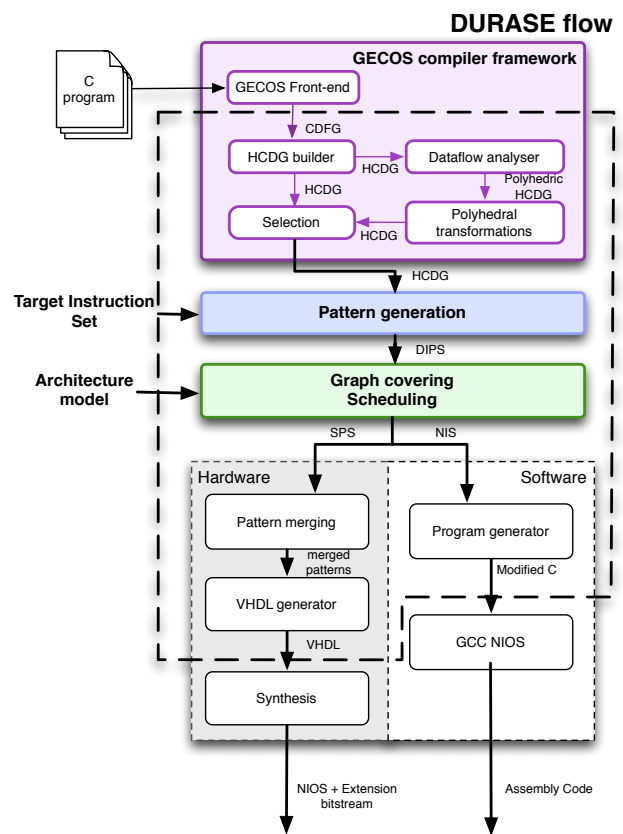 DURASE flow
GECOS compiler framework
C
program
GECOS Front-end
CDFG
HCDG builder
HCDG
Dataflow analyser
HCDG
Polyhedric
HCDG
Selection
HCDG
Polyhedral
transformations
HCDG
Target Instruction
Set
Pattern generation
DIPS
Architecture
model
Graph covering
Scheduling
SPS
NIS
Hardware
Software
Pattern merging
Program generator
merged
patterns
Modified C
VHDL generator
GCC NIOS
VHDL
Synthesis
NIOS + Extension
bitstream
Assembly Code